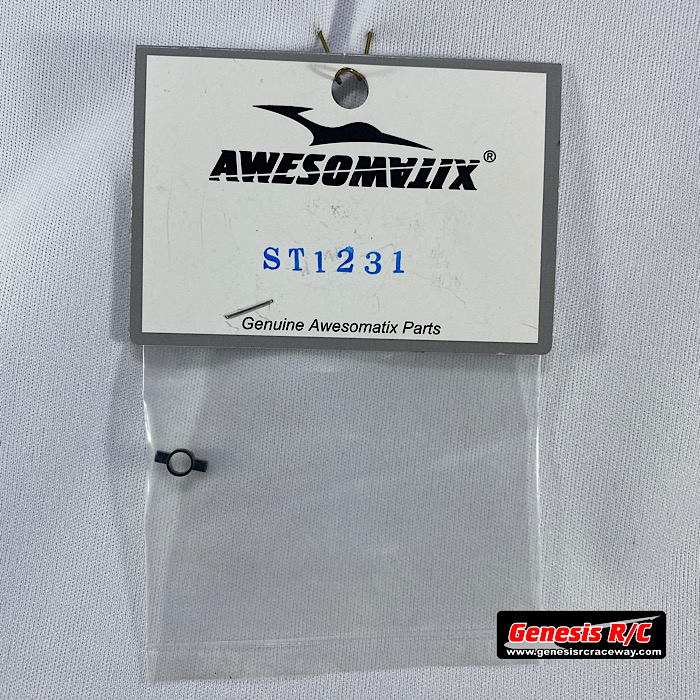 AWESOMATIX®
ST1231
Genuine Awesomatix Parts
Genesis R/C
www.genesisrcraceway.com